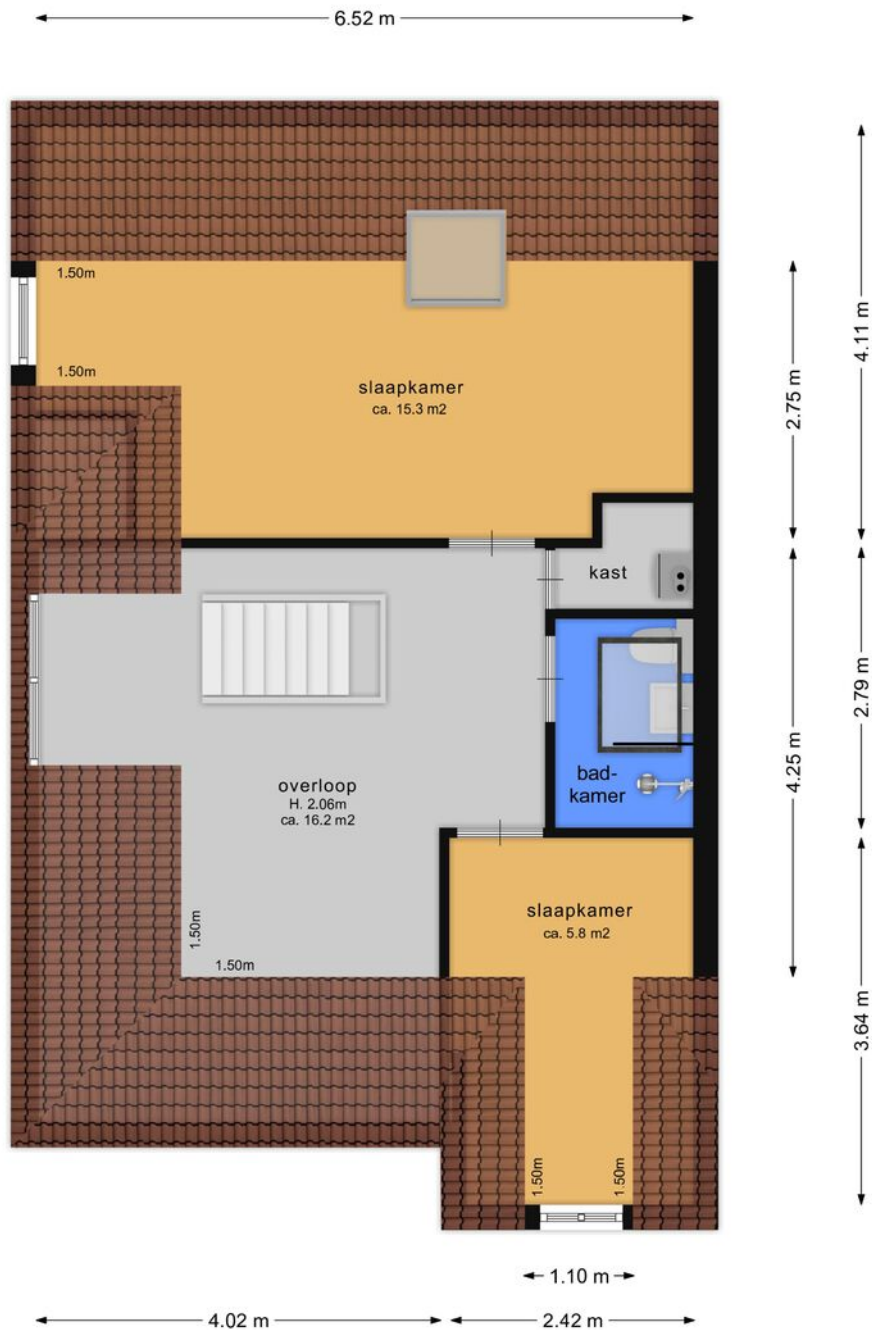 6.52 m
1.50m
1.50m
slaapkamer
ca. 15.3 m2
2.75 m
4.11 m
kast
overloop
H. 2.06m
ca. 16.2 m2
bad-
kamer
4.25 m
2.79 m
slaapkamer
ca. 5.8 m2
1.50m
1.50m
3.64 m
1.50m
1.50m
1.10 m
4.02 m
2.42 m